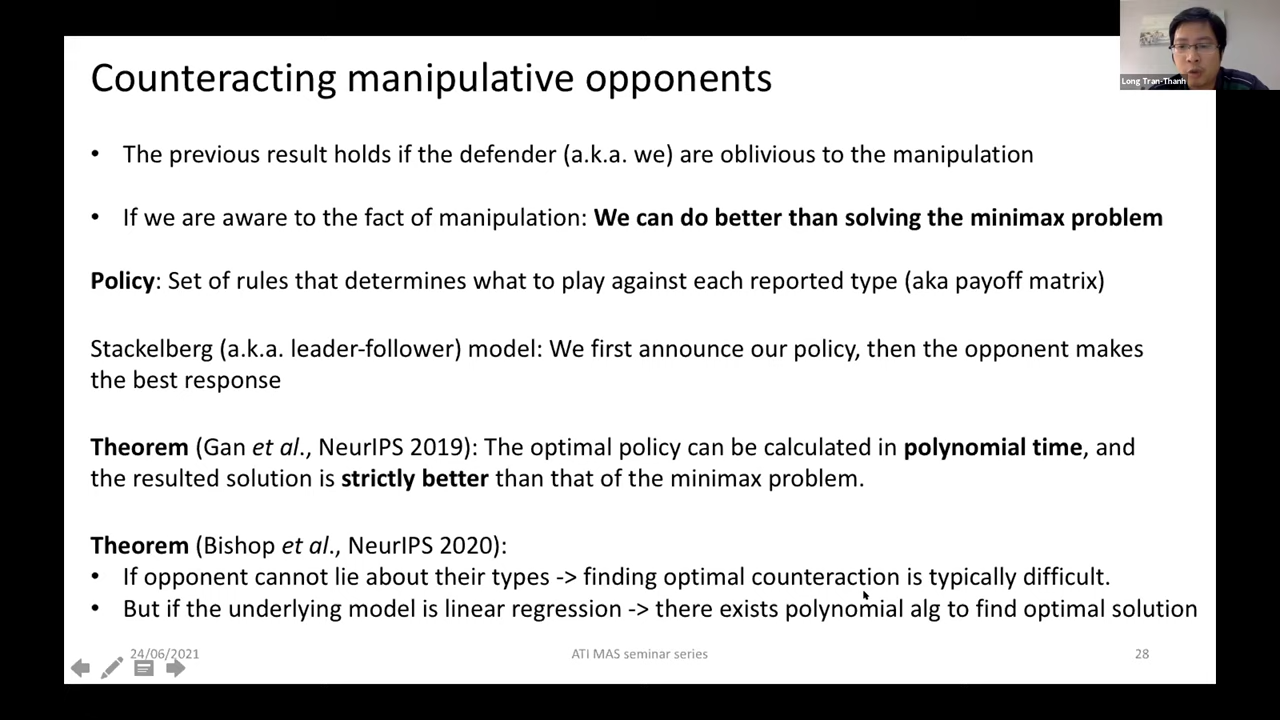 Counteracting manipulative opponents
Long Tran-Thanh
• The previous result holds if the defender (a.k.a. we) are oblivious to the manipulation
• If we are aware to the fact of manipulation: We can do better than solving the minimax problem
Policy: Set of rules that determines what to play against each reported type (aka payoff matrix)
Stackelberg (a.k.a. leader-follower) model: We first announce our policy, then the opponent makes
the best response
Theorem (Gan et al., NeurIPS 2019): The optimal policy can be calculated in polynomial time, and
the resulted solution is strictly better than that of the minimax problem.
Theorem (Bishop et al., NeurIPS 2020):
• If opponent cannot lie about their types -> finding optimal counteraction is typically difficult.
• But if the underlying model is linear regression -> there exists polynomial alg to find optimal solution
24/06/2021 ATI MAS seminar series 28